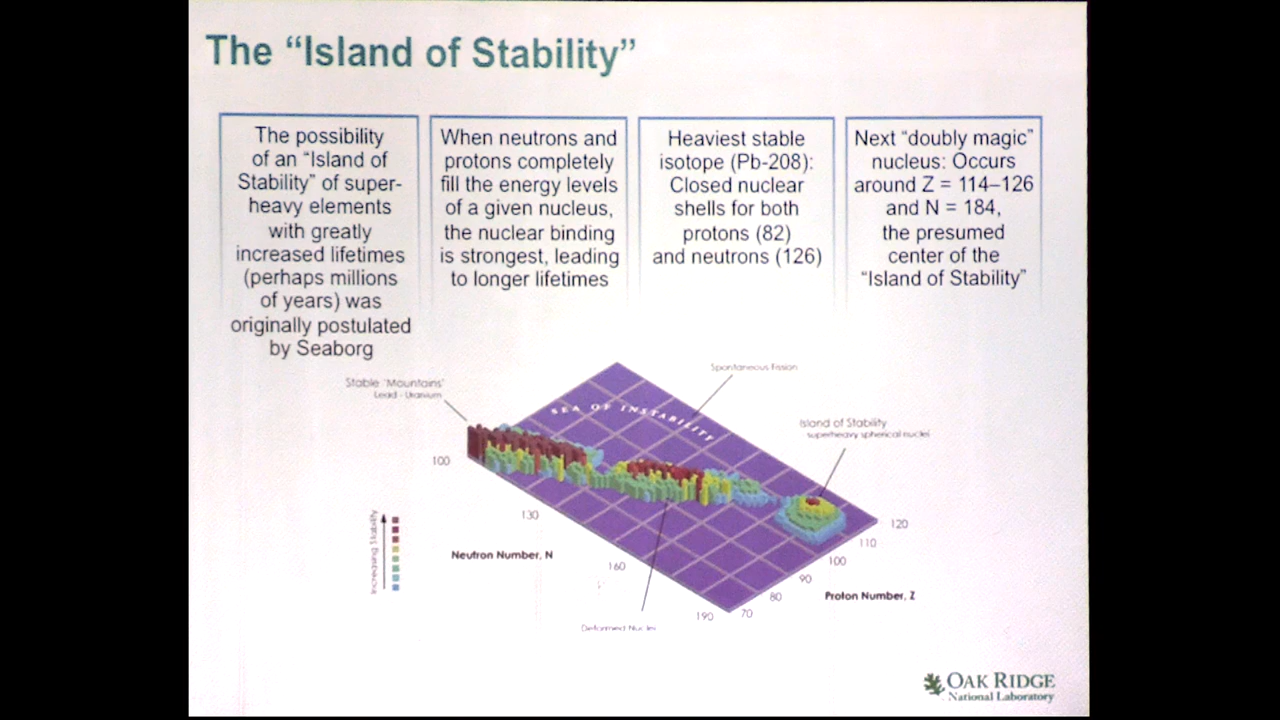 The “Island of Stability”
The possibility
of an “Island of
Stability” of super-
heavy elements
with greatly
increased lifetimes
(perhaps millions
of years) was
originally postulated
by Seaborg
When neutrons and
protons completely
fill the energy levels
of a given nucleus,
the nuclear binding
is strongest, leading
to longer lifetimes
Heaviest stable
isotope (Pb-208):
Closed nuclear
shells for both
protons (82)
and neutrons (126)
Next “doubly magic”
nucleus: Occurs
around Z = 114–126
and N = 184,
the presumed
center of the
“Island of Stability”
Stable 'Mountains'
Lead - Uranium
Spontaneous Fission
SEA OF INSTABILITY
Island of Stability
superheavy spherical nuclei
100
130
160
190
Neutron Number, N
70
80
90
100
110
120
Proton Number, Z
Increasing Stability
Deformed Nuclei
OAK RIDGE
National Laboratory